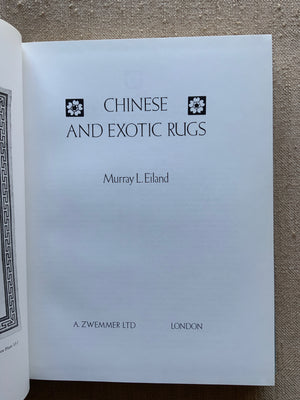 CHINESE
AND EXOTIC RUGS
Murray L. Eiland
A. ZWEMMER LTD LONDON